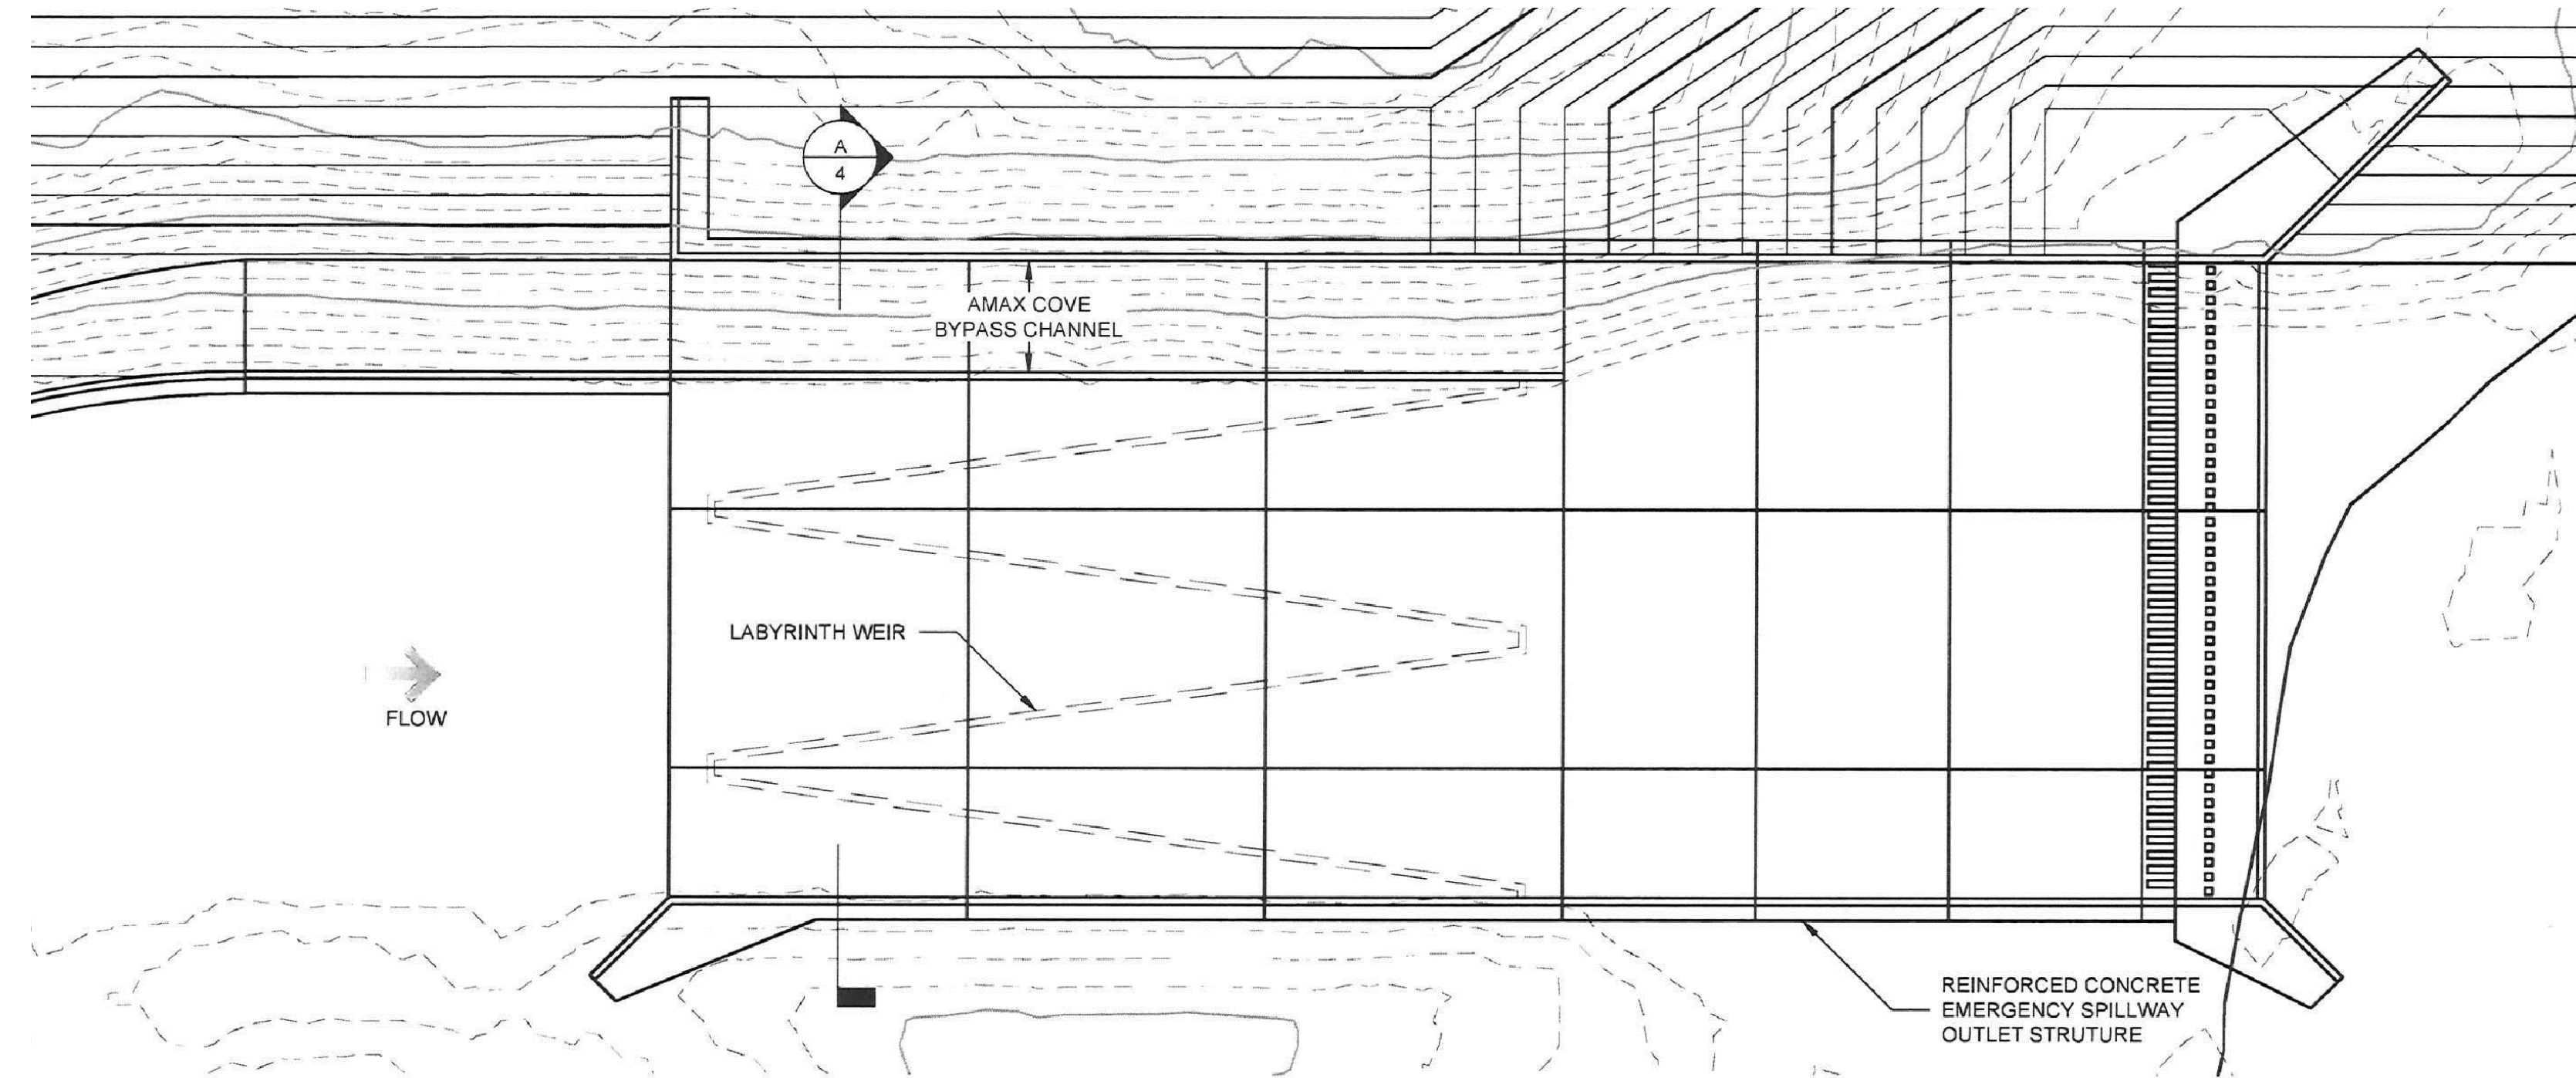 A
4
AMAX COVE
BYPASS CHANNEL
LABYRINTH WEIR
FLOW
REINFORCED CONCRETE
EMERGENCY SPILLWAY
OUTLET STRUTURE